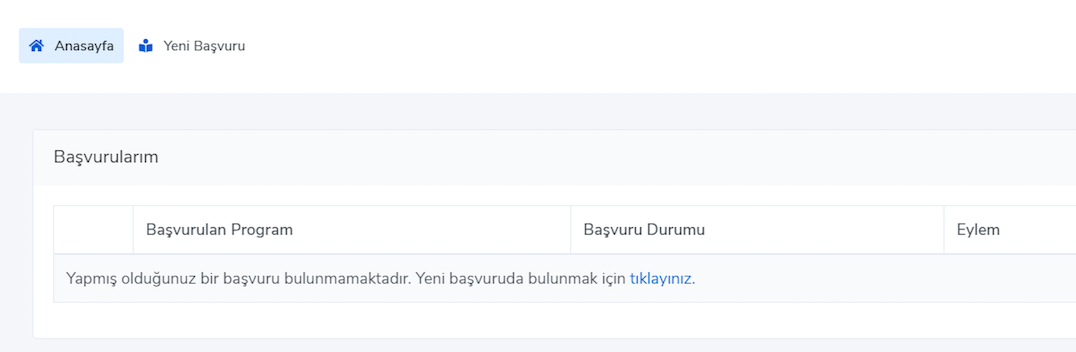 Anasayfa Yeni Başvuru
Başvurularım
Başvurulan Program Başvuru Durumu Eylem
Yapmış olduğunuz bir başvuru bulunmamaktadır. Yeni başvuruda bulunmak için tıklayınız.